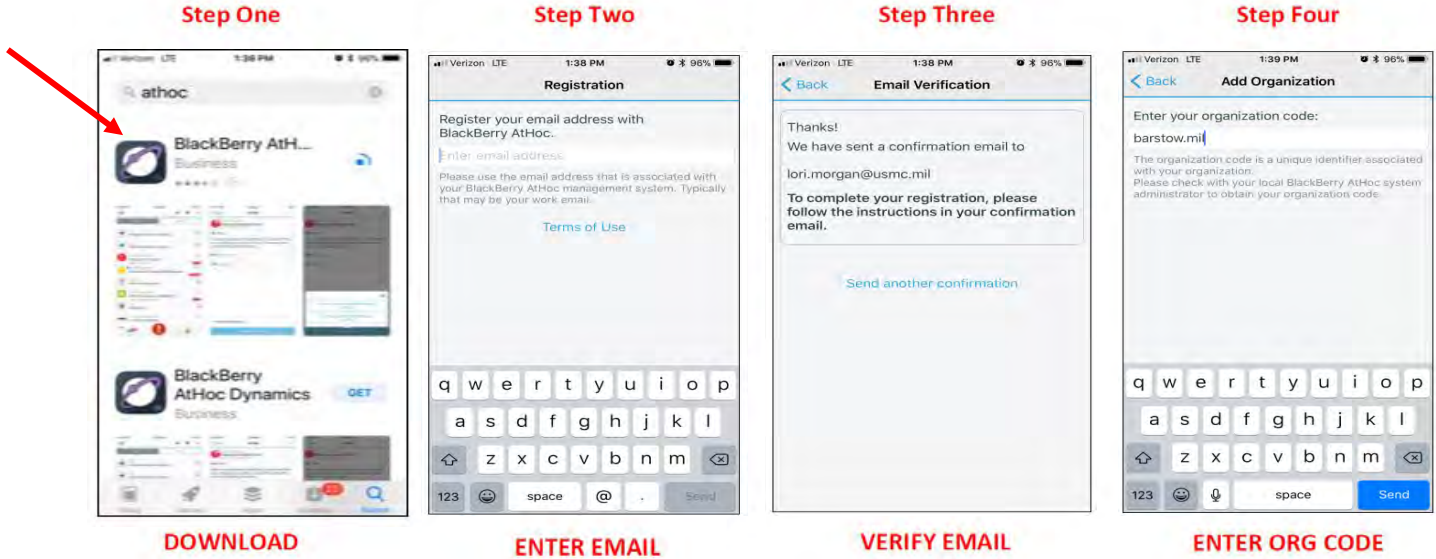 Step One
Verizon LTE 1:38 PM 96%
athoc
BlackBerry AtH...
Business
BlackBerry
AtHoc Dynamics
GET
Business
DOWNLOAD
Step Two
Verizon LTE 1:38 PM 96%
Registration
Register your email address with
BlackBerry AtHoc.
Enter email address
Please use the email address that is associated with
your BlackBerry AtHoc management system. Typically
that may be your work email.
Terms of Use
q w e r t y u i o p
a s d f g h j k l
z x c v b n m
123 space @ . Send
ENTER EMAIL
Step Three
Verizon LTE 1:38 PM 96%
Back Email Verification
Thanks!
We have sent a confirmation email to
lori.morgan@usmc.mil
To complete your registration, please
follow the instructions in your confirmation
email.
Send another confirmation
VERIFY EMAIL
Step Four
Verizon LTE 1:39 PM 96%
Back Add Organization
Enter your organization code:
barstow.mil
The organization code is a unique identifier associated
with your organization.
Please check with your local BlackBerry AtHoc system
administrator to obtain your organization code.
q w e r t y u i o p
a s d f g h j k l
z x c v b n m
123 space Send
ENTER ORG CODE